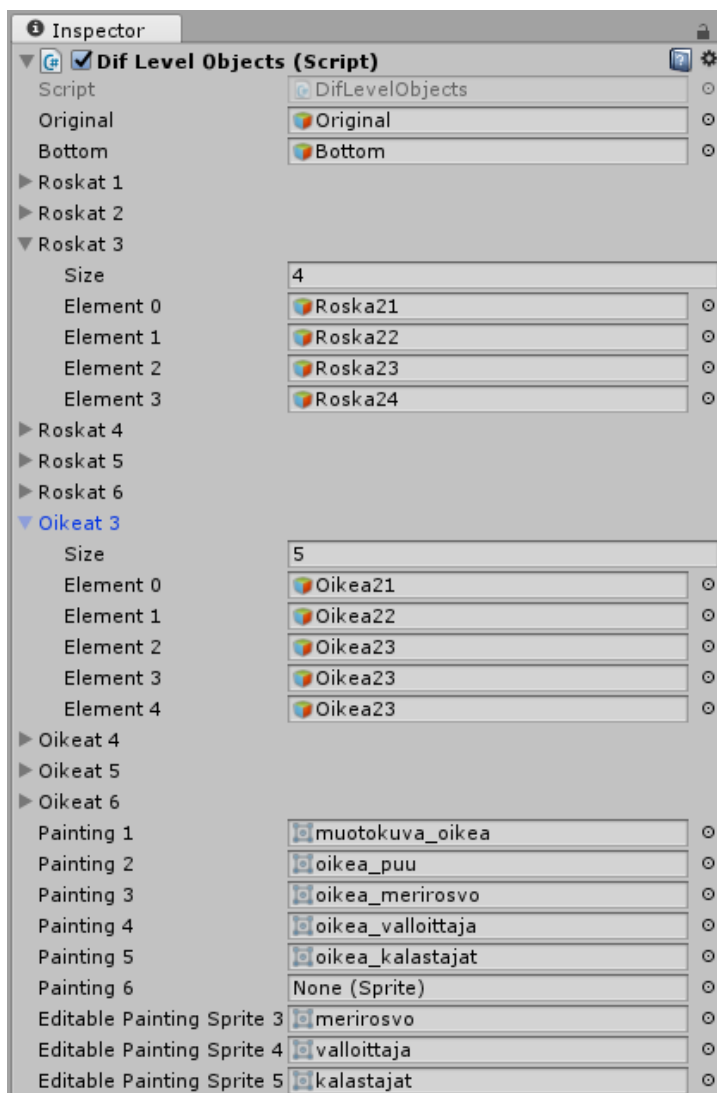 Inspector
Dif Level Objects (Script)
Script DifLevelObjects
Original Original
Bottom Bottom
Roskat 1
Roskat 2
Roskat 3
Size 4
Element 0 Roska21
Element 1 Roska22
Element 2 Roska23
Element 3 Roska24
Roskat 4
Roskat 5
Roskat 6
Oikeat 3
Size 5
Element 0 Oikea21
Element 1 Oikea22
Element 2 Oikea23
Element 3 Oikea23
Element 4 Oikea23
Oikeat 4
Oikeat 5
Oikeat 6
Painting 1 muotokuva_oikea
Painting 2 oikea_puu
Painting 3 oikea_merirosvo
Painting 4 oikea_valloittaja
Painting 5 oikea_kalastajat
Painting 6 None (Sprite)
Editable Painting Sprite 3 merirosvo
Editable Painting Sprite 4 valloittaja
Editable Painting Sprite 5 kalastajat